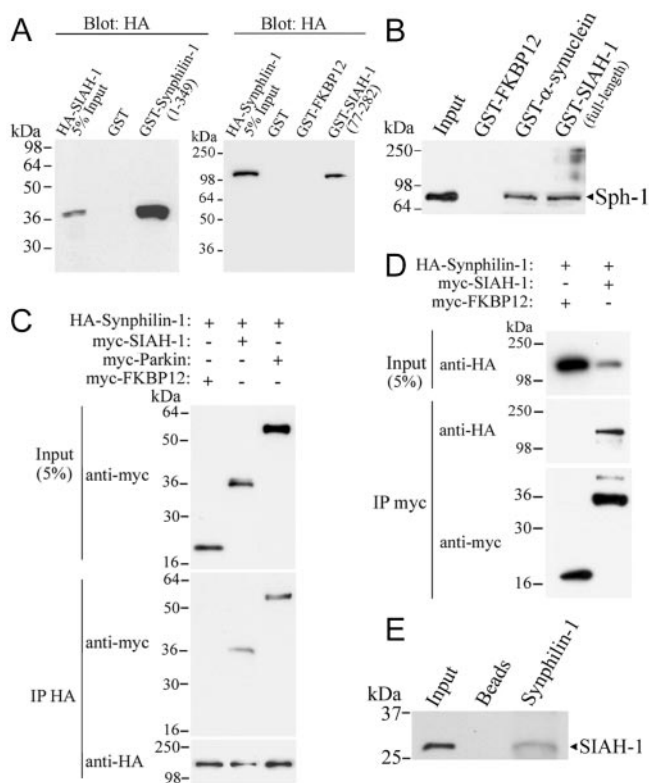 A
Blot: HA
HA-SIAH-1
5% Input
GST
GST-Synphilin-1
(1-349)
kDa
98
64
50
36
30
Blot: HA
HA-Synphlin-1
5% Input
GST
GST-FKBP12
GST-SIAH-1
(77-282)
kDa
250
98
64
50
36
B
Input
GST-FKBP12
GST-α-synuclein
GST-SIAH-1
(full-length)
kDa
250
98
64
Sph-1
C
HA-Synphilin-1: + + +
myc-SIAH-1: - + -
myc-Parkin: - - +
myc-FKBP12: + - -
kDa
Input
(5%)
anti-myc
64
50
36
30
16
IP HA
anti-myc
64
50
36
30
16
anti-HA
250
98
D
HA-Synphilin-1: + +
myc-SIAH-1: - +
myc-FKBP12: + -
kDa
Input
(5%)
anti-HA
250
98
IP myc
anti-HA
250
98
anti-myc
36
30
16
E
Input
Beads
Synphilin-1
kDa
37
25
SIAH-1